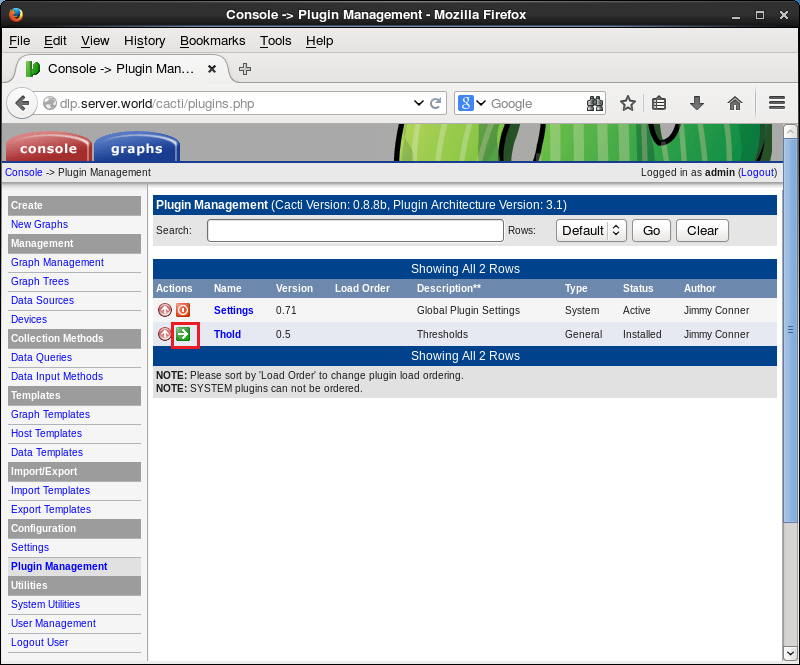 Console -> Plugin Management - Mozilla Firefox
File Edit View History Bookmarks Tools Help
Console -> Plugin Man...
dlp.server.world/cacti/plugins.php
Google
console graphs
Console -> Plugin Management
Logged in as admin (Logout)
Create
New Graphs
Management
Graph Management
Graph Trees
Data Sources
Devices
Collection Methods
Data Queries
Data Input Methods
Templates
Graph Templates
Host Templates
Data Templates
Import/Export
Import Templates
Export Templates
Configuration
Settings
Plugin Management
Utilities
System Utilities
User Management
Logout User
Plugin Management (Cacti Version: 0.8.8b, Plugin Architecture Version: 3.1)
Search: Rows: Default Go Clear
Showing All 2 Rows
Actions Name Version Load Order Description** Type Status Author
Settings 0.71 Global Plugin Settings System Active Jimmy Conner
Thold 0.5 Thresholds General Installed Jimmy Conner
Showing All 2 Rows
NOTE: Please sort by 'Load Order' to change plugin load ordering.
NOTE: SYSTEM plugins can not be ordered.